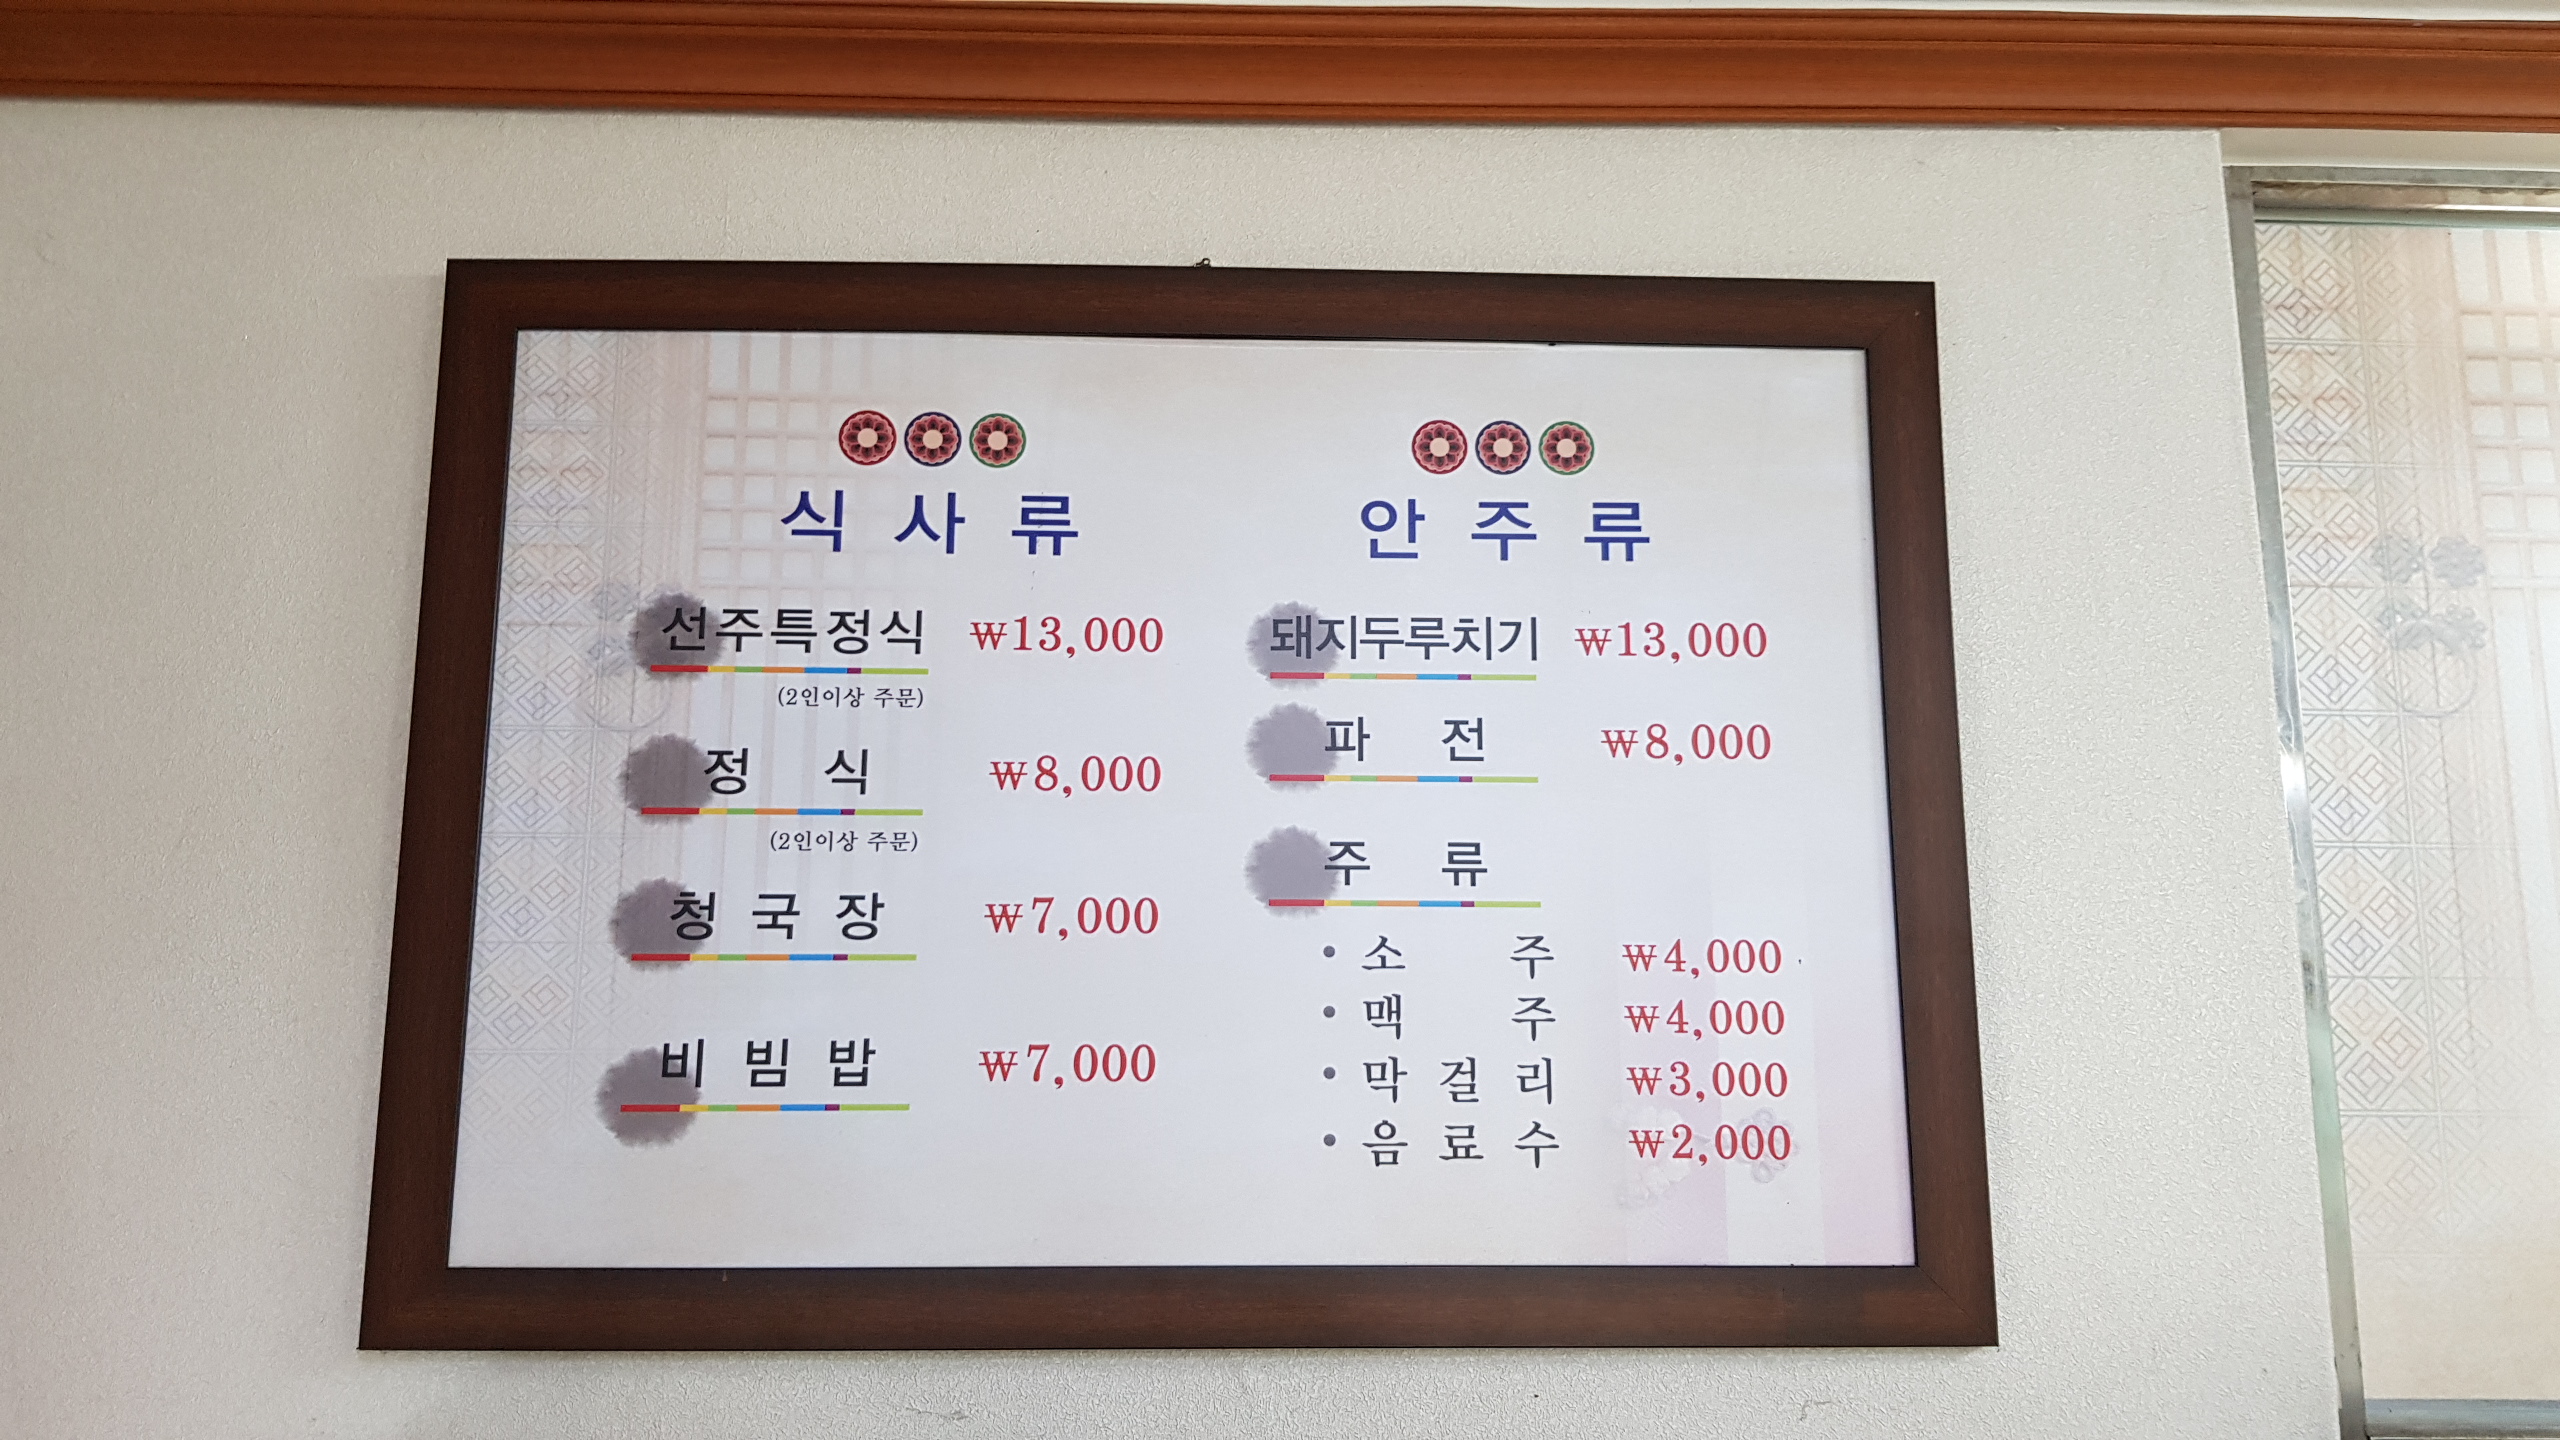 식사류
선주특정식 ₩13,000
(2인이상 주문)
정식 ₩8,000
(2인이상 주문)
청국장 ₩7,000
비빔밥 ₩7,000
안주류
돼지두루치기 ₩13,000
파전 ₩8,000
주류
• 소주 ₩4,000
• 맥주 ₩4,000
• 막걸리 ₩3,000
• 음료수 ₩2,000